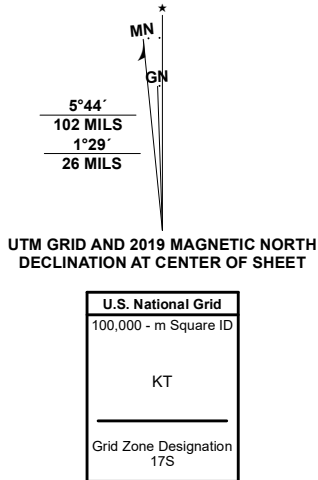 ★
MN
GN
5°44´
102 MILS
1°29´
26 MILS
UTM GRID AND 2019 MAGNETIC NORTH
DECLINATION AT CENTER OF SHEET
U.S. National Grid
100,000 - m Square ID
KT
Grid Zone Designation
17S